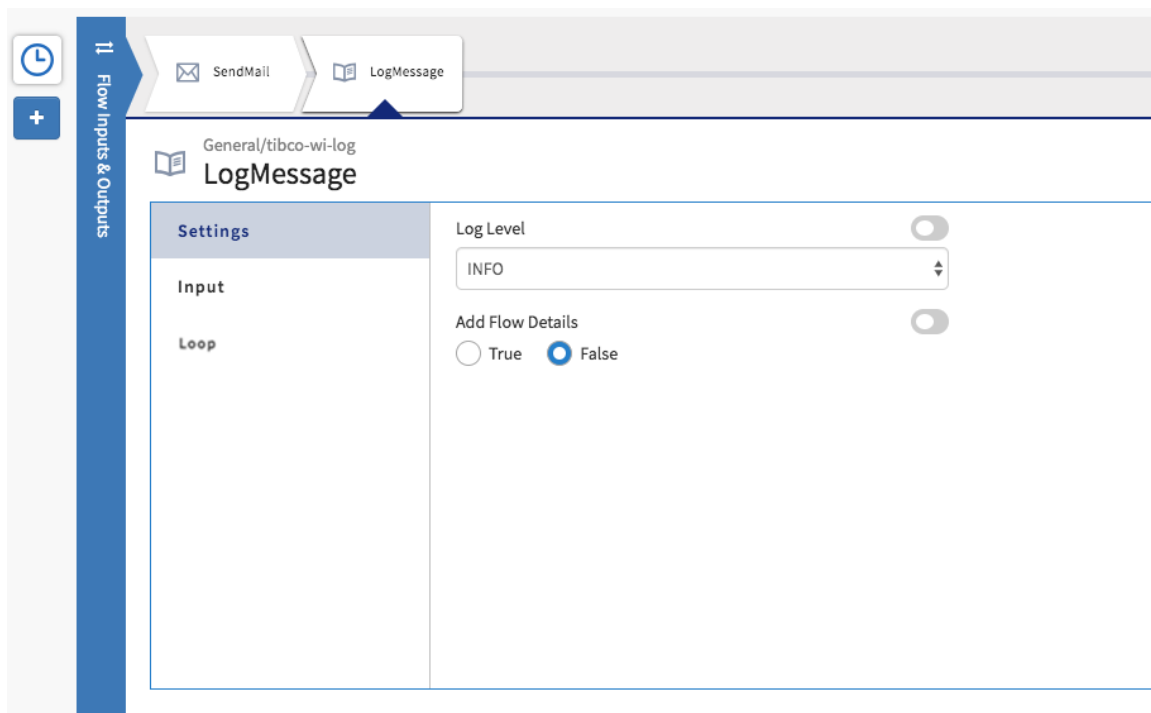 Flow Inputs & Outputs
SendMail
LogMessage
General/tibco-wi-log
LogMessage
Settings
Input
Loop
Log Level
INFO
Add Flow Details
True False